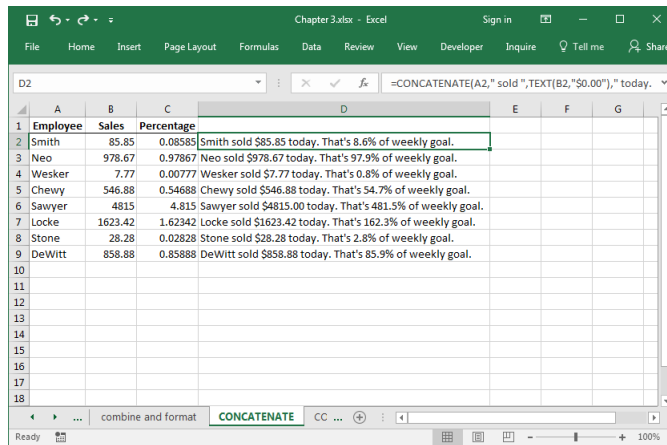 Chapter 3.xlsx - Excel Sign in
File Home Insert Page Layout Formulas Data Review View Developer Inquire Tell me Share
D2 fx =CONCATENATE(A2," sold ",TEXT(B2,"$0.00")," today.
A B C D E F G
1 Employee Sales Percentage
2 Smith 85.85 0.08585 Smith sold $85.85 today. That's 8.6% of weekly goal.
3 Neo 978.67 0.97867 Neo sold $978.67 today. That's 97.9% of weekly goal.
4 Wesker 7.77 0.00777 Wesker sold $7.77 today. That's 0.8% of weekly goal.
5 Chewy 546.88 0.54688 Chewy sold $546.88 today. That's 54.7% of weekly goal.
6 Sawyer 4815 4.815 Sawyer sold $4815.00 today. That's 481.5% of weekly goal.
7 Locke 1623.42 1.62342 Locke sold $1623.42 today. That's 162.3% of weekly goal.
8 Stone 28.28 0.02828 Stone sold $28.28 today. That's 2.8% of weekly goal.
9 DeWitt 858.88 0.85888 DeWitt sold $858.88 today. That's 85.9% of weekly goal.
10
11
12
13
14
15
16
17
18
... combine and format CONCATENATE CC ...
Ready 100%